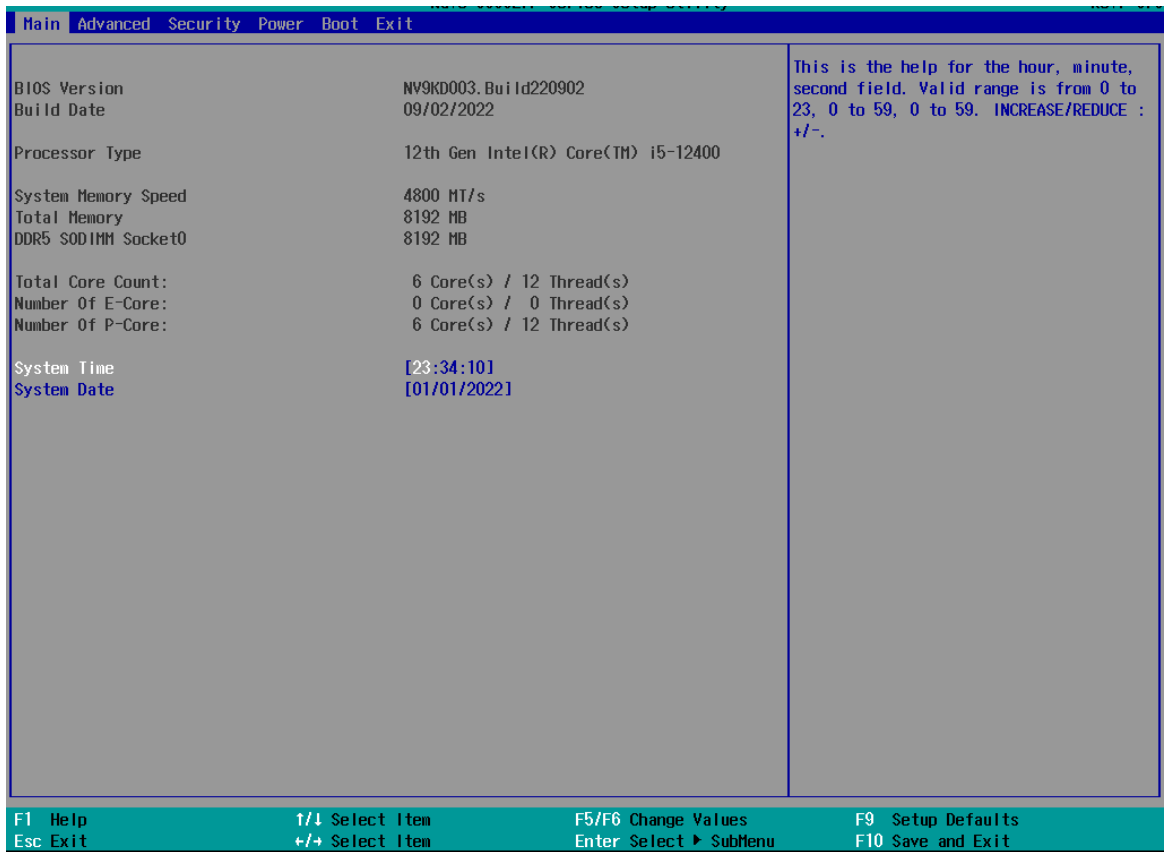 Main Advanced Security Power Boot Exit
BIOS Version NV9KD003.Build220902
Build Date 09/02/2022
Processor Type 12th Gen Intel(R) Core(TM) i5-12400
System Memory Speed 4800 MT/s
Total Memory 8192 MB
DDR5 SODIMM Socket0 8192 MB
Total Core Count: 6 Core(s) / 12 Thread(s)
Number Of E-Core: 0 Core(s) / 0 Thread(s)
Number Of P-Core: 6 Core(s) / 12 Thread(s)
System Time [23:34:10]
System Date [01/01/2022]
This is the help for the hour, minute,
second field. Valid range is from 0 to
23, 0 to 59, 0 to 59. INCREASE/REDUCE :
+/-.
F1 Help ↑/↓ Select Item F5/F6 Change Values F9 Setup Defaults
Esc Exit ←/→ Select Item Enter Select ▶ SubMenu F10 Save and Exit